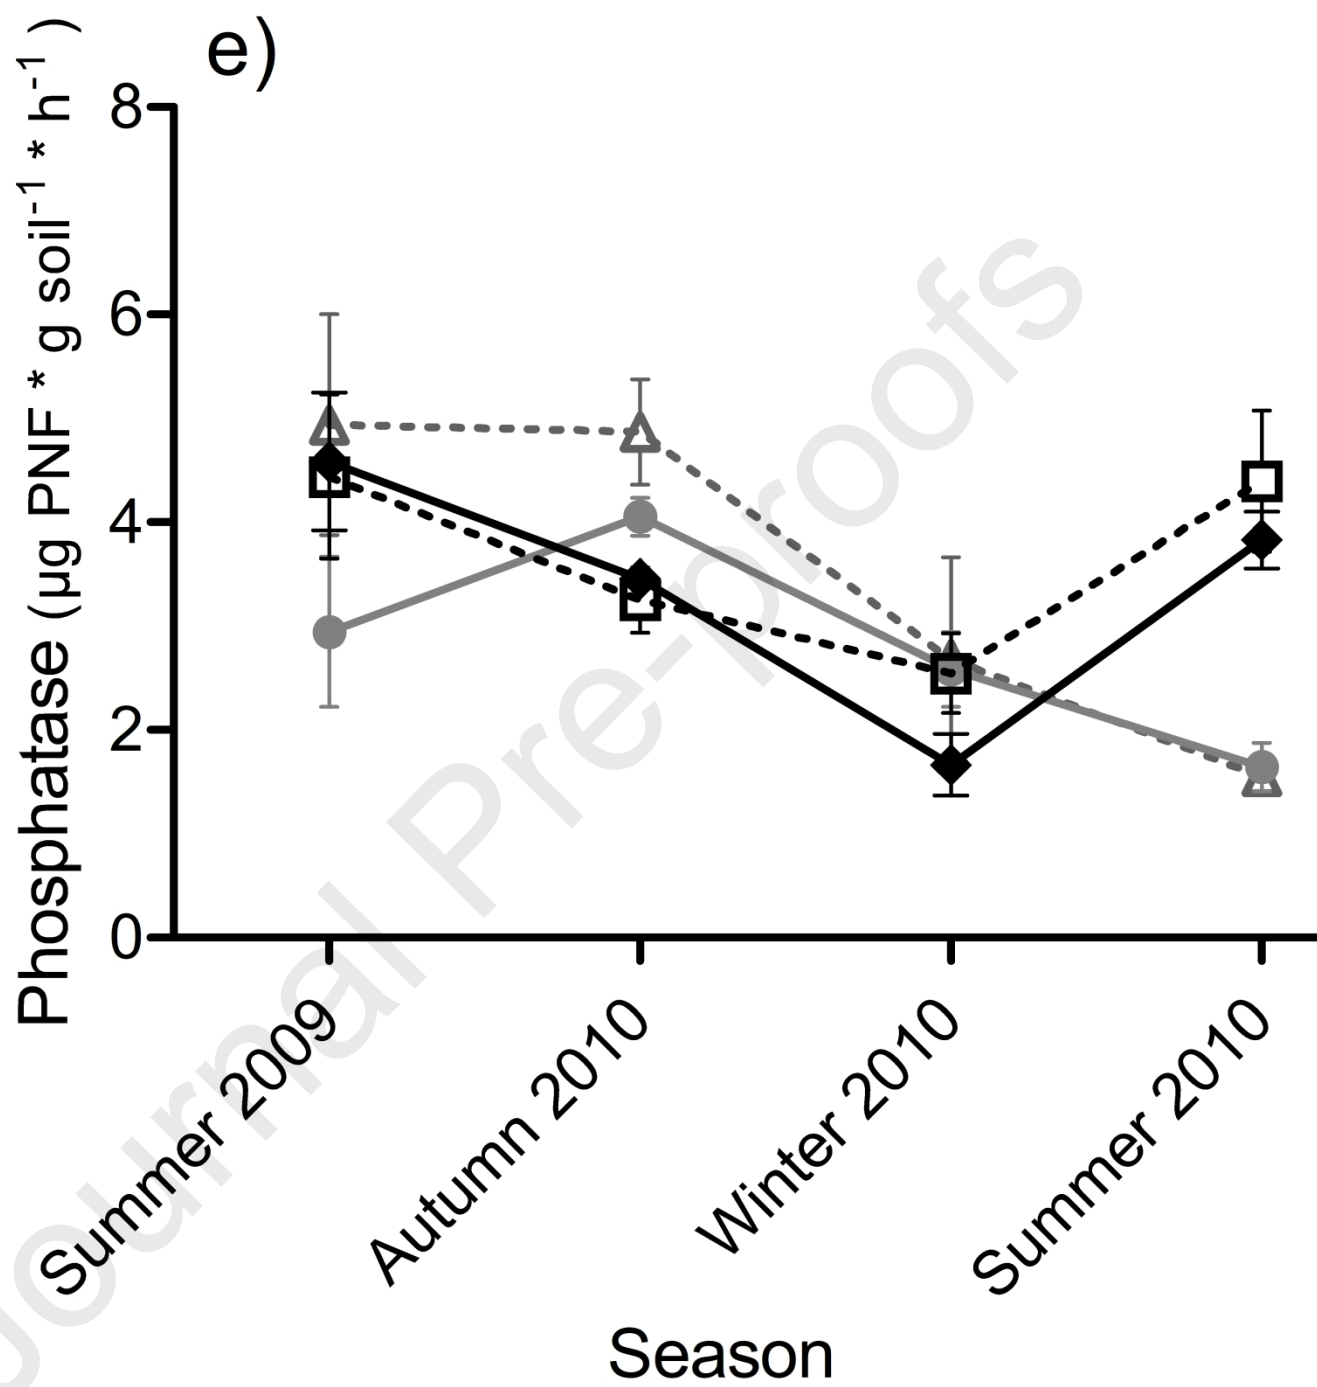 e)
Phosphatase (µg PNF * g soil-1 * h-1 )
8
6
4
2
0
Summer 2009
Autumn 2010
Winter 2010
Summer 2010
Season
Journal Pre-proofs